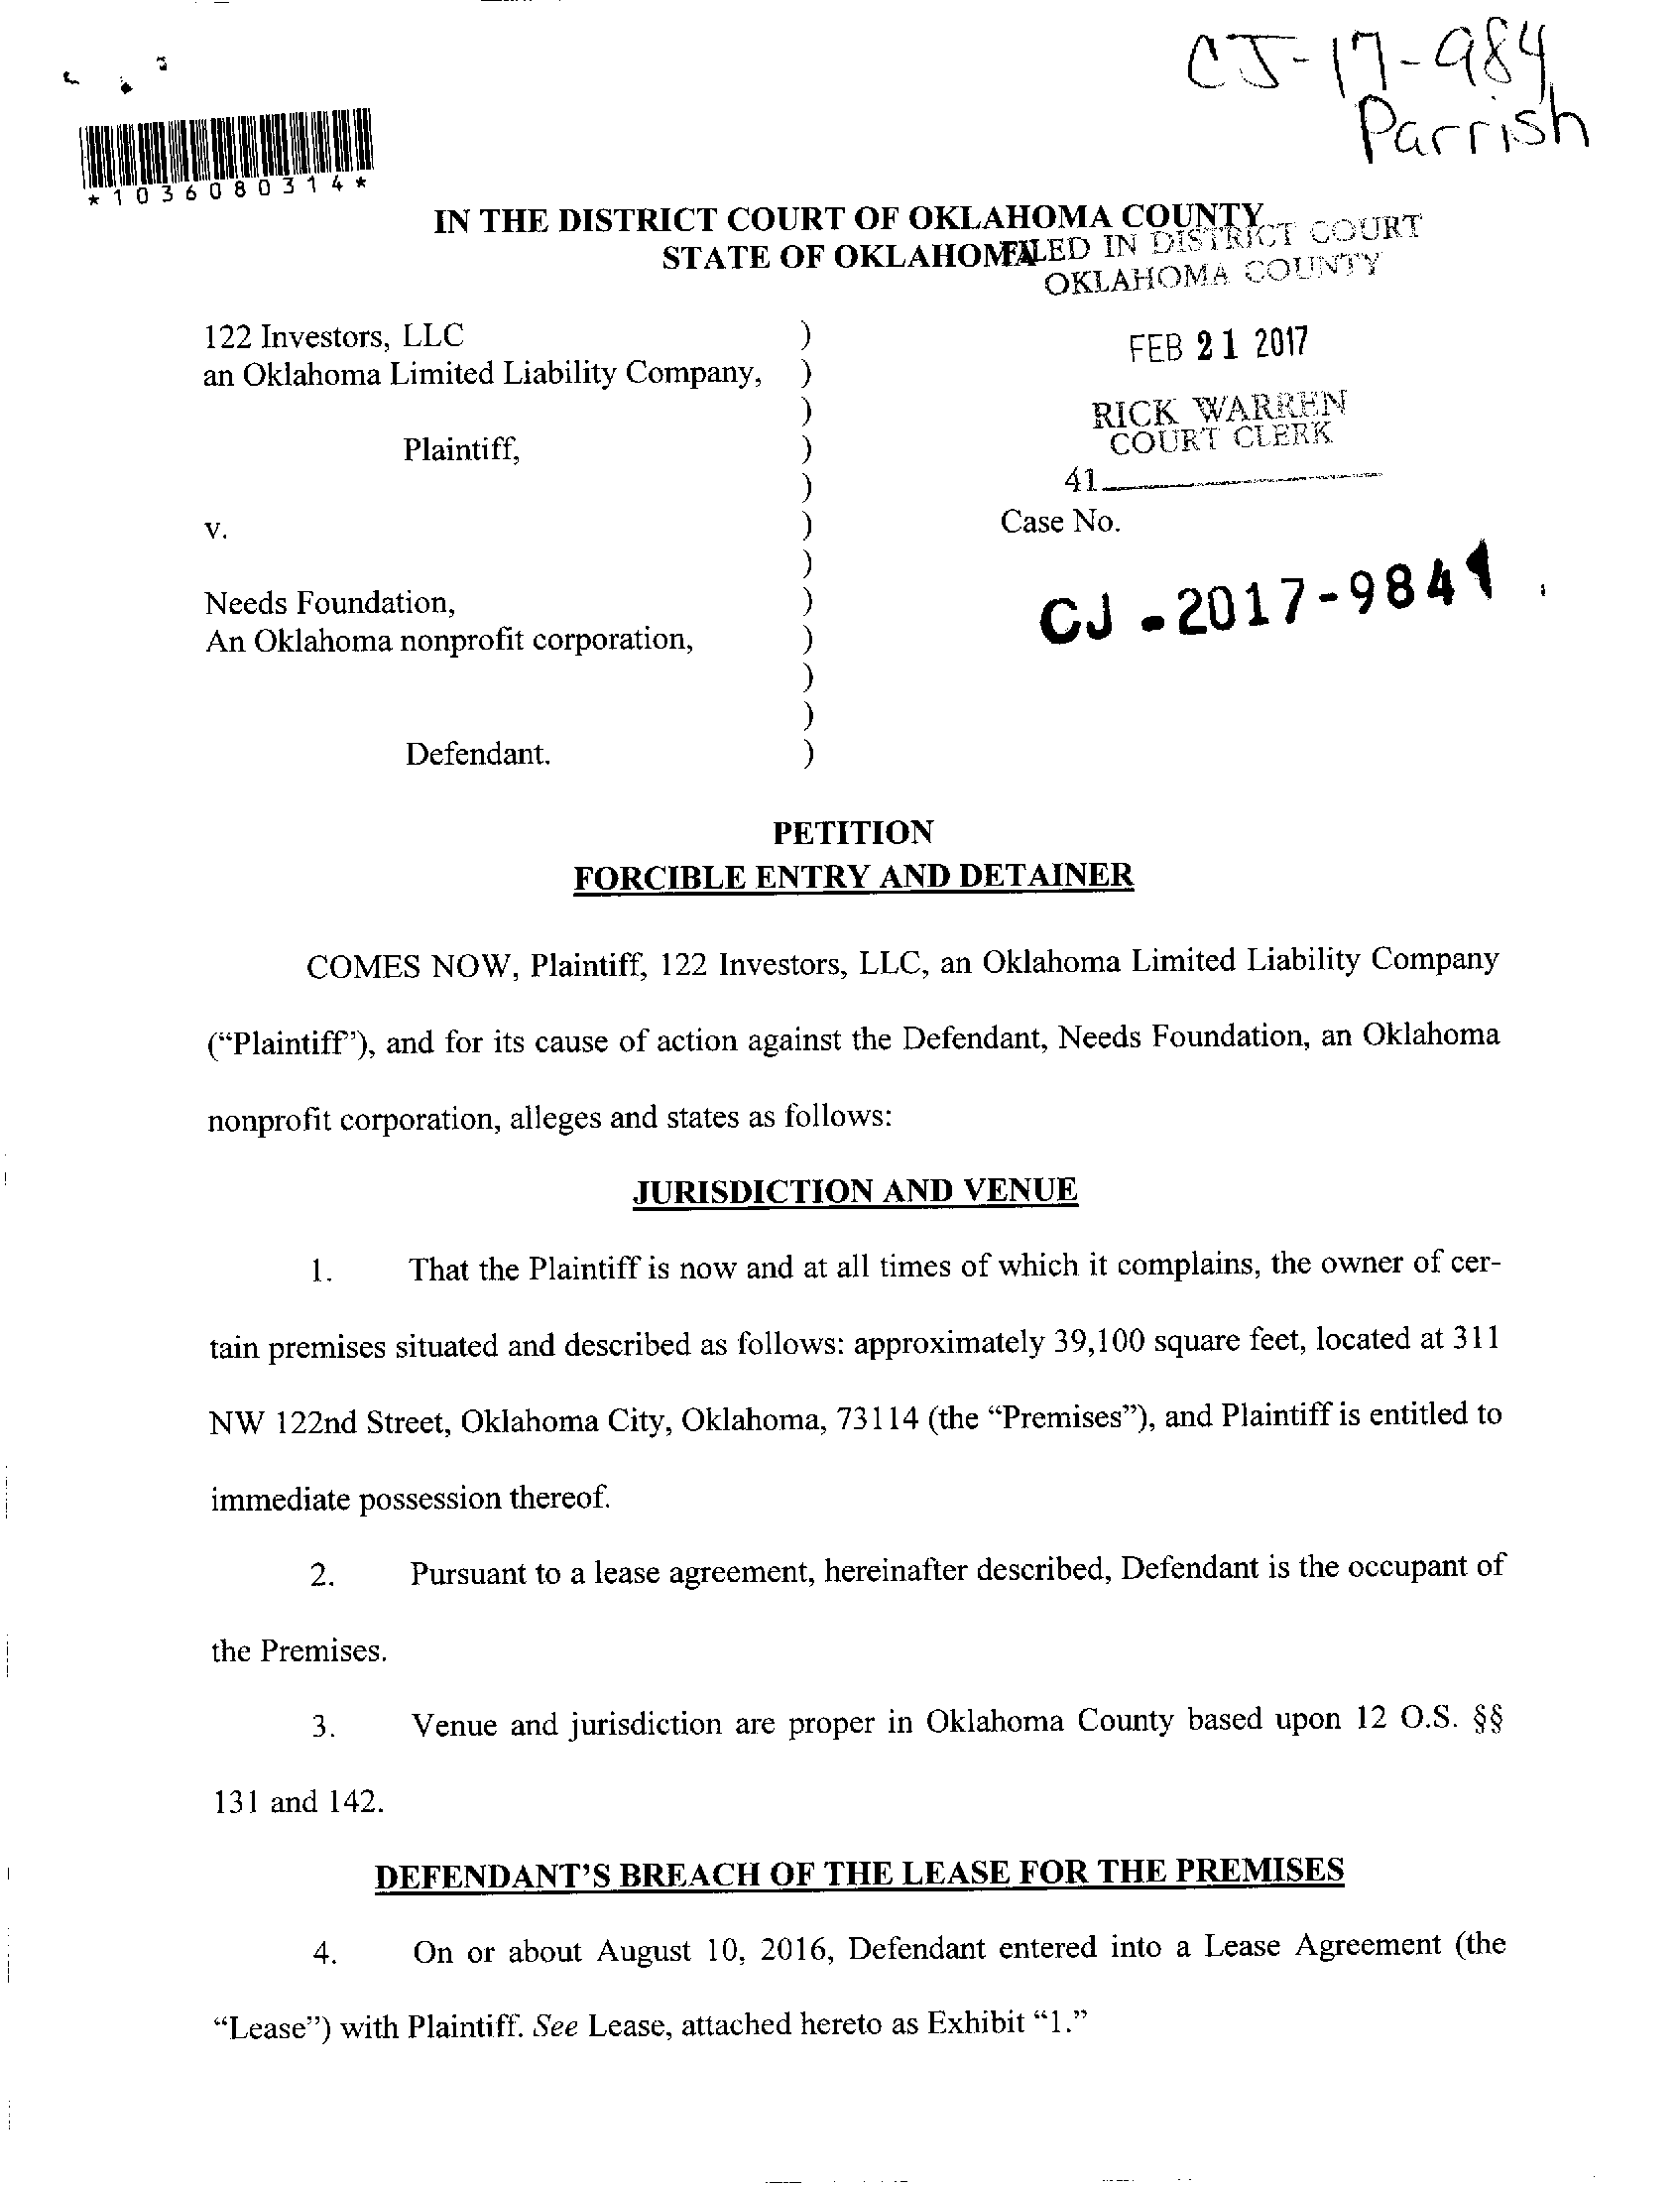 CJ-17-984
Parrish
*1036080314*
IN THE DISTRICT COURT OF OKLAHOMA COUNTY
STATE OF OKLAHOMA
FILED IN DISTRICT COURT
OKLAHOMA COUNTY
122 Investors, LLC )
an Oklahoma Limited Liability Company, )
)
FEB 21 2017
RICK WARREN
COURT CLERK
Plaintiff, )
)
41
v. )
Case No.
)
Needs Foundation, )
An Oklahoma nonprofit corporation, )
CJ - 2017-984
)
)
Defendant. )
PETITION
FORCIBLE ENTRY AND DETAINER
COMES NOW, Plaintiff, 122 Investors, LLC, an Oklahoma Limited Liability Company
(“Plaintiff”), and for its cause of action against the Defendant, Needs Foundation, an Oklahoma
nonprofit corporation, alleges and states as follows:
JURISDICTION AND VENUE
1. That the Plaintiff is now and at all times of which it complains, the owner of cer-
tain premises situated and described as follows: approximately 39,100 square feet, located at 311
NW 122nd Street, Oklahoma City, Oklahoma, 73114 (the “Premises”), and Plaintiff is entitled to
immediate possession thereof.
2. Pursuant to a lease agreement, hereinafter described, Defendant is the occupant of
the Premises.
3. Venue and jurisdiction are proper in Oklahoma County based upon 12 O.S. §§
131 and 142.
DEFENDANT’S BREACH OF THE LEASE FOR THE PREMISES
4. On or about August 10, 2016, Defendant entered into a Lease Agreement (the
“Lease”) with Plaintiff. See Lease, attached hereto as Exhibit “1.”